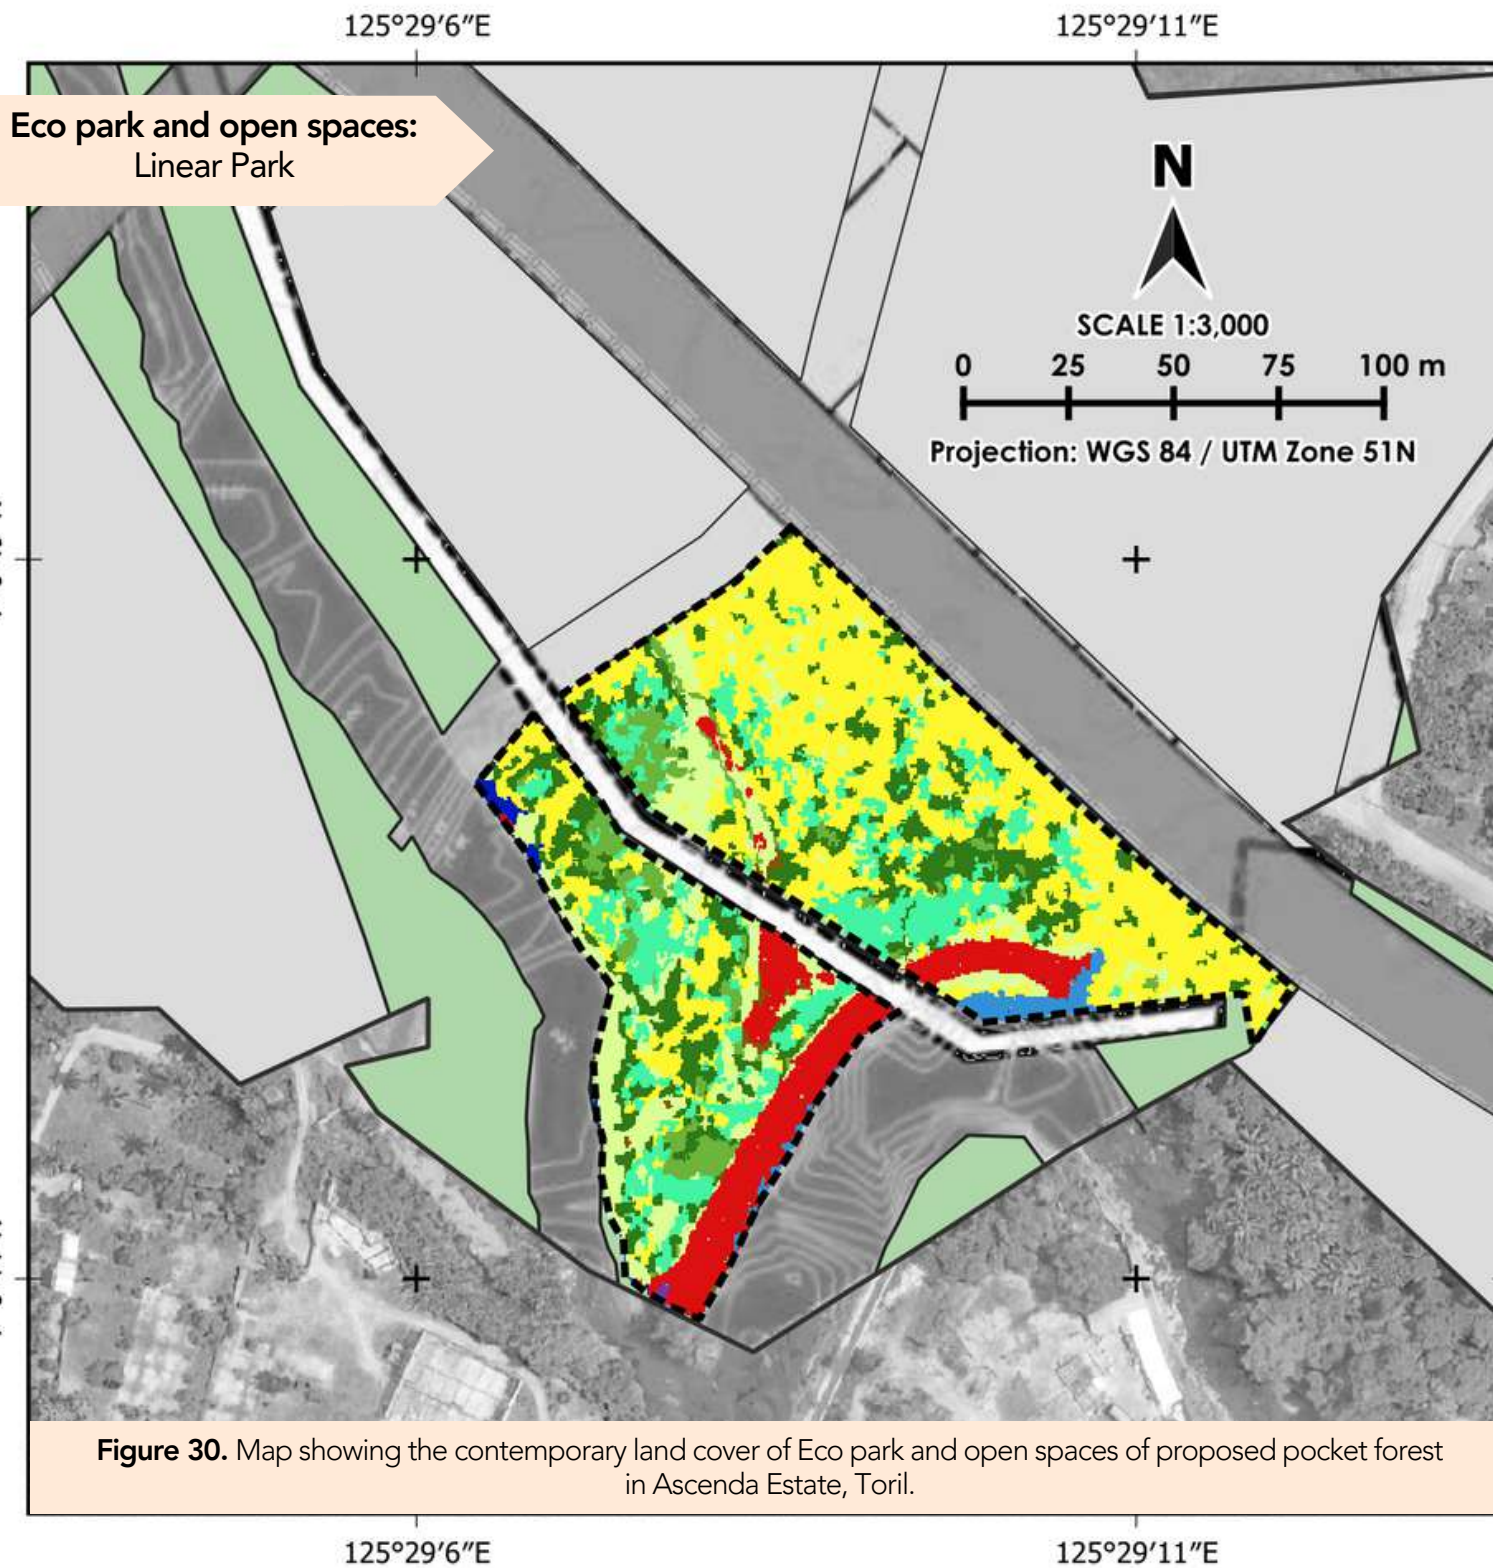 125°29′6″E
125°29′11″E
Eco park and open spaces:
Linear Park
N
SCALE 1:3,000
0 25 50 75 100 m
Projection: WGS 84 / UTM Zone 51N
Figure 30. Map showing the contemporary land cover of Eco park and open spaces of proposed pocket forest
in Ascenda Estate, Toril.
125°29′6″E
125°29′11″E